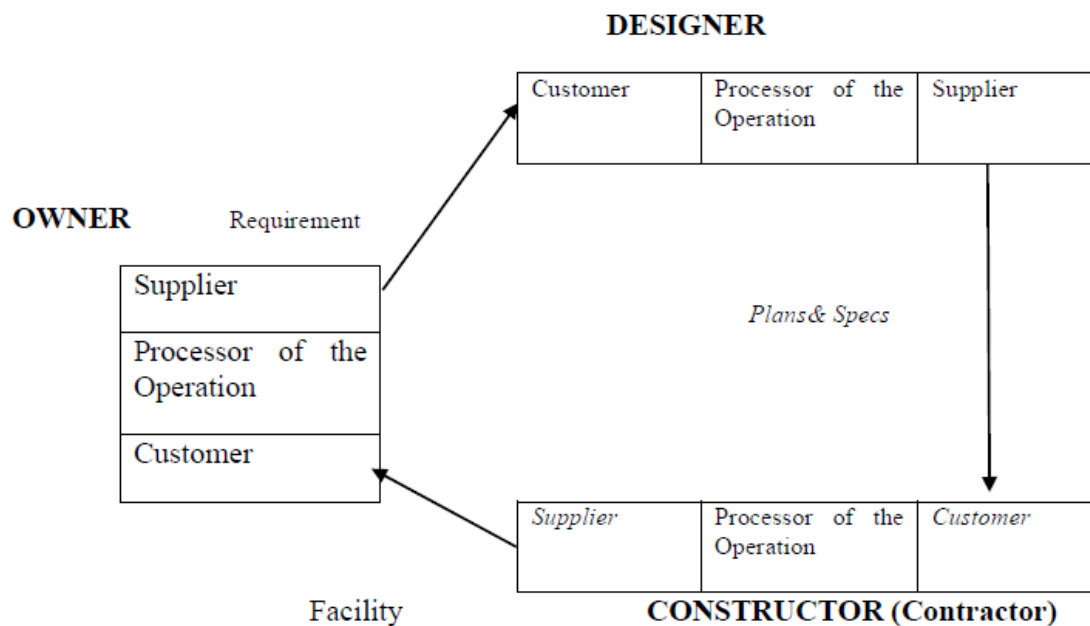 DESIGNER
Customer
Processor of the
Operation
Supplier
OWNER
Requirement
Supplier
Processor of the
Operation
Customer
Plans& Specs
Supplier
Processor of the
Operation
Customer
Facility
CONSTRUCTOR (Contractor)